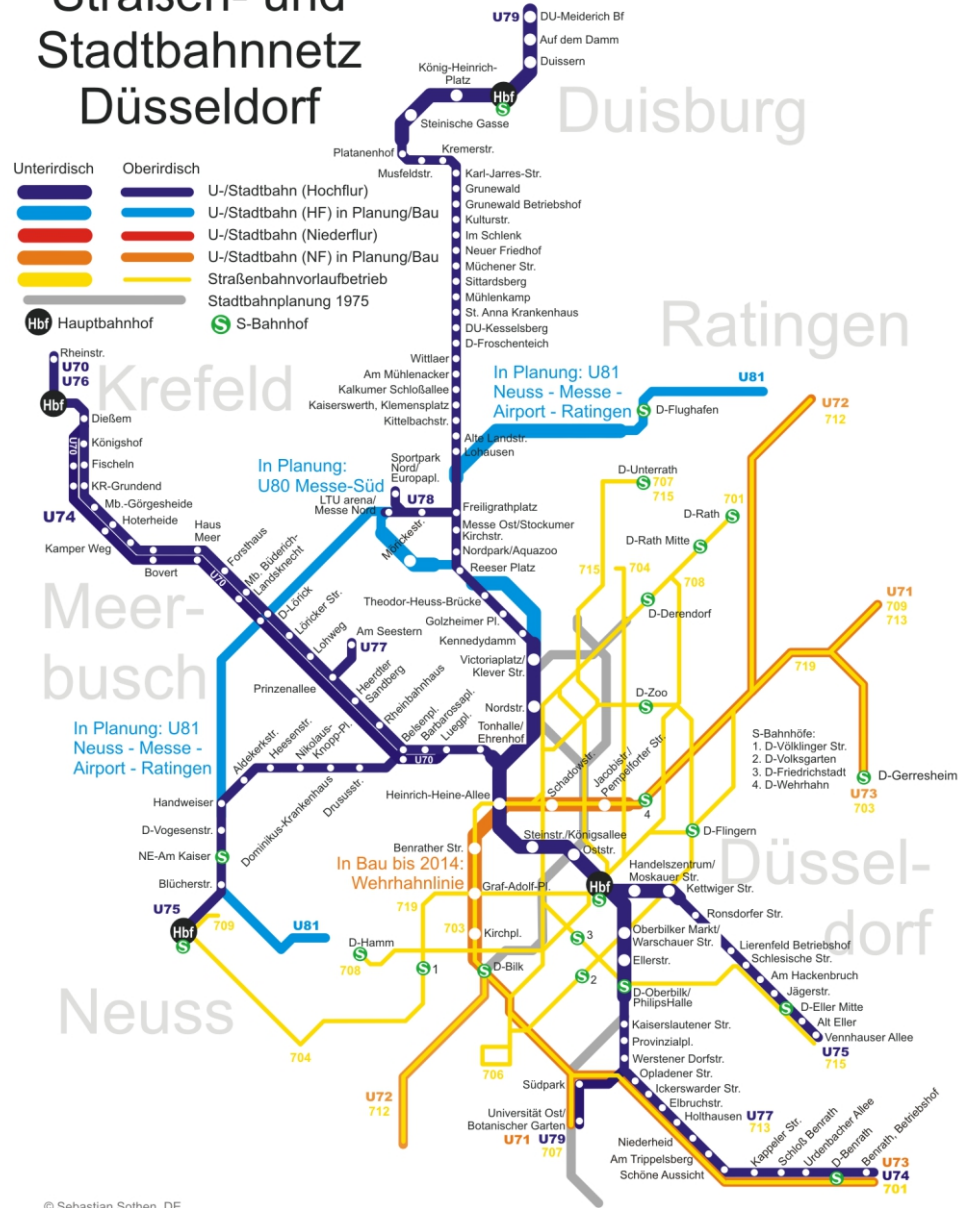 Straßen- und
Stadtbahnnetz
Düsseldorf
Unterirdisch
Oberirdisch
U-/Stadtbahn (Hochflur)
U-/Stadtbahn (HF) in Planung/Bau
U-/Stadtbahn (Niederflur)
U-/Stadtbahn (NF) in Planung/Bau
Straßenbahnvorlaufbetrieb
Stadtbahnplanung 1975
Hbf Hauptbahnhof
S S-Bahnhof
U79
DU-Meiderich Bf
Auf dem Damm
Duissern
König-Heinrich-
Platz
Hbf
S
Steinische Gasse
Duisburg
Platanenhof
Kremerstr.
Musfeldstr.
Karl-Jarres-Str.
Grunewald
Grunewald Betriebshof
Kulturstr.
Im Schlenk
Neuer Friedhof
Müchener Str.
Sittardsberg
Mühlenkamp
St. Anna Krankenhaus
DU-Kesselsberg
D-Froschenteich
Wittlaer
Am Mühlenacker
Kalkumer Schloßallee
Kaiserswerth, Klemensplatz
Kittelbachstr.
Alte Landstr.
Lohausen
Ratingen
In Planung: U81
Neuss - Messe -
Airport - Ratingen
U81
S D-Flughafen
U72
712
Rheinstr.
U70
U76
Krefeld
Hbf
Dießem
Königshof
U70
Fischeln
KR-Grundend
Mb.-Görgesheide
Hoterheide
U74
Kamper Weg
Bovert
Haus
Meer
Forsthaus
Mb. Büderich-
Landsknecht
U70
D-Lörick
Löricker Str.
Lohweg
In Planung:
U80 Messe-Süd
Sportpark
Nord/
Europapl.
LTU arena/
Messe Nord
U78
Mörickestr.
Freiligrathplatz
Messe Ost/Stockumer
Kirchstr.
Nordpark/Aquazoo
Reeser Platz
Theodor-Heuss-Brücke
Golzheimer Pl.
Kennedydamm
Victoriaplatz/
Klever Str.
Nordstr.
Tonhalle/
Ehrenhof
D-Unterrath
S 707
715
701
D-Rath S
D-Rath Mitte S
715
704
708
S
D-Derendorf
U71
709
713
719
D-Zoo
S
Meer-
busch
Am Seestern
U77
Prinzenallee
Heerdter
Sandberg
Rheinbahnhaus
Belsenpl.
Barbarossapl.
Luegpl.
U70
In Planung: U81
Neuss - Messe -
Airport - Ratingen
Aldekerkstr.
Heesenstr.
Nikolaus-
Knopp-Pl.
Dominikus-Krankenhaus
Drususstr.
Handweiser
D-Vogesenstr.
NE-Am Kaiser S
Blücherstr.
U75
Hbf
S
709
U81
Neuss
704
Heinrich-Heine-Allee
Schadowstr.
Jacobistr./
Pempelforter Str.
S
4
S-Bahnhöfe:
1. D-Völklinger Str.
2. D-Volksgarten
3. D-Friedrichstadt
4. D-Wehrhahn
S D-Gerresheim
U73
703
S D-Flingern
Benrather Str.
Steinstr./Königsallee
Oststr.
In Bau bis 2014:
Wehrhahnlinie
Graf-Adolf-Pl.
719
703
Kirchpl.
D-Hamm
S
708
S 1
S D-Bilk
S 3
S 2
Hbf
S
Handelszentrum/
Moskauer Str.
Kettwiger Str.
Düssel-
dorf
Ronsdorfer Str.
Oberbilker Markt/
Warschauer Str.
Ellerstr.
S
D-Oberbilk/
PhilipsHalle
Lierenfeld Betriebshof
Schlesische Str.
Am Hackenbruch
Jägerstr.
S D-Eller Mitte
Alt Eller
Vennhauser Allee
U75
715
Kaiserslautener Str.
Provinzialpl.
Werstener Dorfstr.
Opladener Str.
Ickerswarder Str.
Elbruchstr.
Holthausen
U77
713
706
U72
712
Südpark
Universität Ost/
Botanischer Garten
U71 U79
707
Niederheid
Am Trippelsberg
Schöne Aussicht
Kappeler Str.
Schloß Benrath
Urdenbacher Allee
D-Benrath
S
Benrath, Betriebshof
U73
U74
701
© Sebastian Sothen, DE